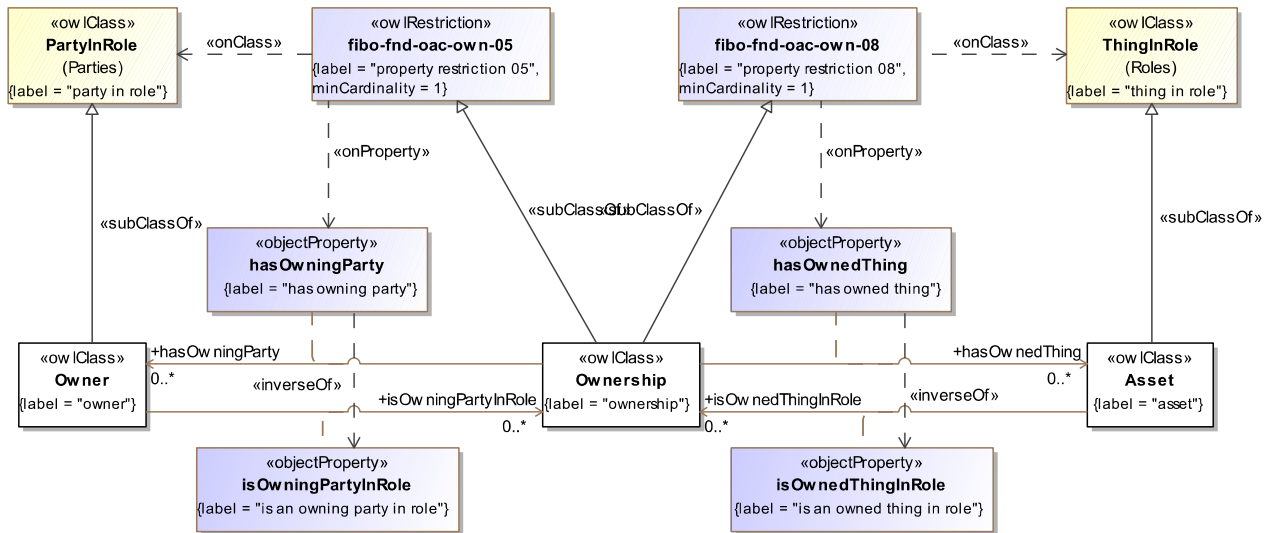 «owlClass»
PartyInRole
(Parties)
{label = "party in role"}
«onClass»
«owlRestriction»
fibo-fnd-oac-own-05
{label = "property restriction 05",
minCardinality = 1}
«owlRestriction»
fibo-fnd-oac-own-08
{label = "property restriction 08",
minCardinality = 1}
«onClass»
«owlClass»
ThingInRole
(Roles)
{label = "thing in role"}
«onProperty»
«onProperty»
«subClassOf»
«subClassOf»
«subClassOf»
«subClassOf»
«objectProperty»
hasOwningParty
{label = "has owning party"}
«objectProperty»
hasOwnedThing
{label = "has owned thing"}
«owlClass»
Owner
{label = "owner"}
+hasOwningParty
0..*
«inverseOf»
+isOwningPartyInRole
0..*
«owlClass»
Ownership
{label = "ownership"}
+hasOwnedThing
0..*
+isOwnedThingInRole
0..*
«inverseOf»
«owlClass»
Asset
{label = "asset"}
«objectProperty»
isOwningPartyInRole
{label = "is an owning party in role"}
«objectProperty»
isOwnedThingInRole
{label = "is an owned thing in role"}